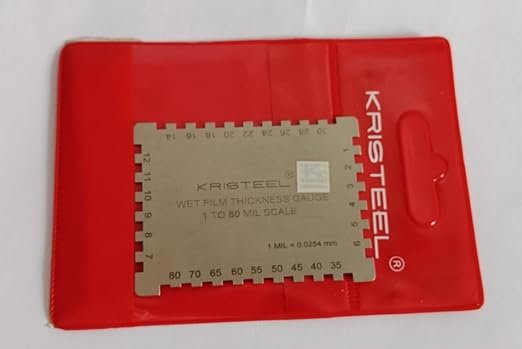 14 16 18 20 22 24 26 28 30
12
11
10
9
8
7
1
2
3
4
5
6
KRISTEEL®
WET FILM THICKNESS GAUGE
1 TO 80 MIL SCALE
1 MIL = 0.0254 mm
80 70 65 60 55 50 45 40 35
KRISTEEL®